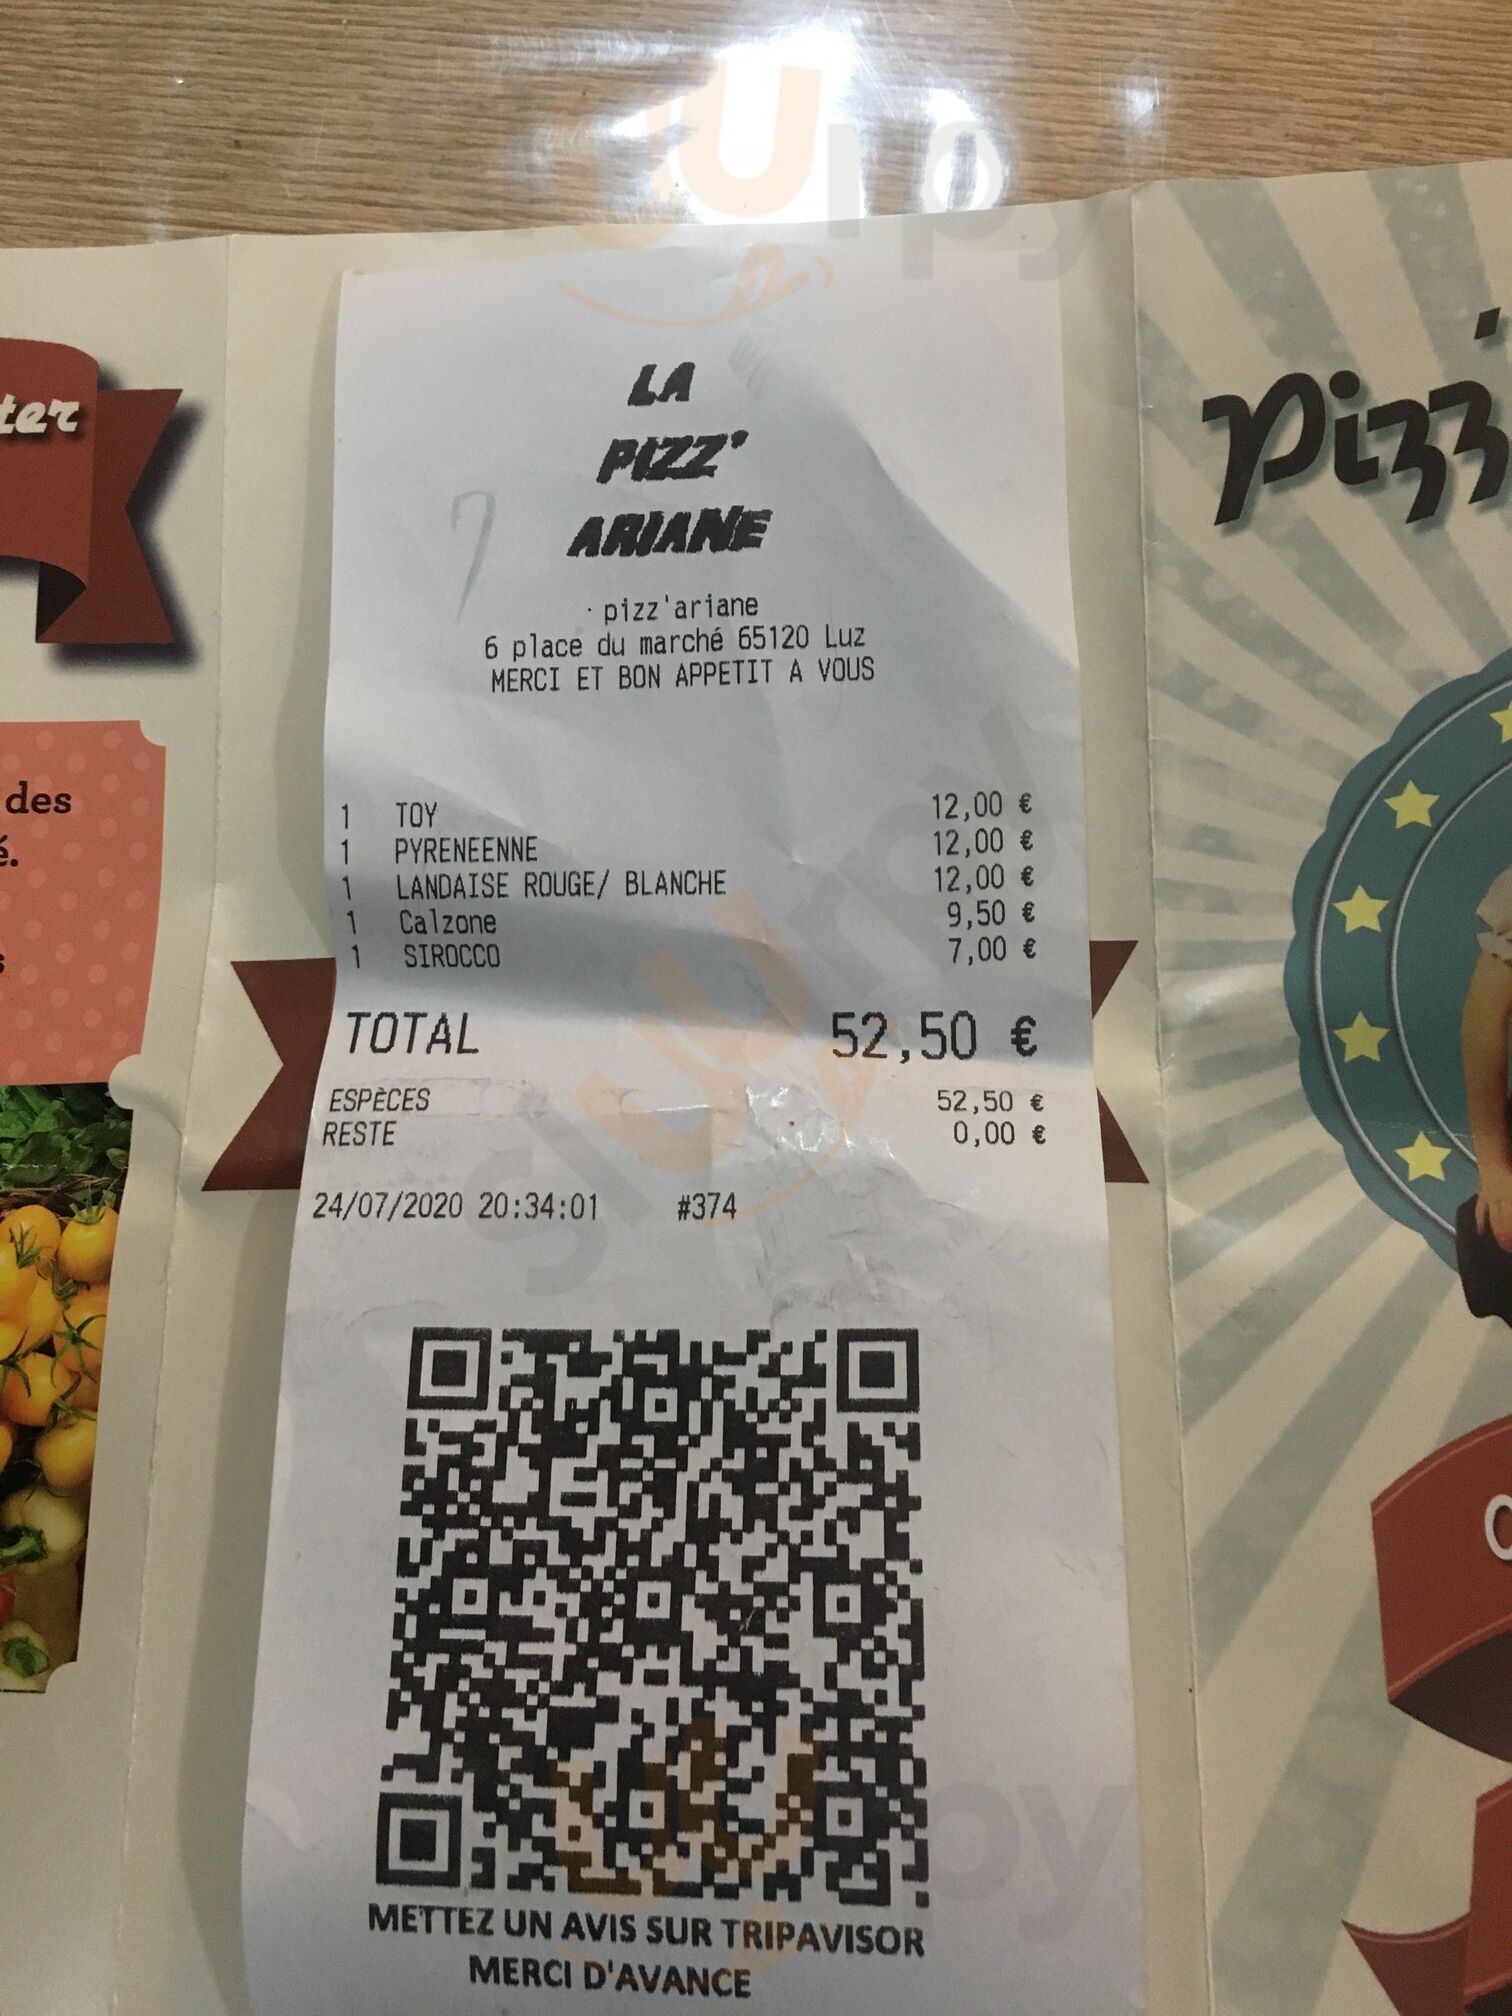 LA
PIZZ'
ARIANE
pizz'ariane
6 place du marché 65120 Luz
MERCI ET BON APPETIT A VOUS
1 TOY 12,00 €
1 PYRENEENNE 12,00 €
1 LANDAISE ROUGE/ BLANCHE 12,00 €
1 Calzone 9,50 €
1 SIROCCO 7,00 €
TOTAL 52,50 €
ESPÈCES 52,50 €
RESTE 0,00 €
24/07/2020 20:34:01 #374
METTEZ UN AVIS SUR TRIPAVISOR
MERCI D'AVANCE
ter
des
é.
s
Pizz